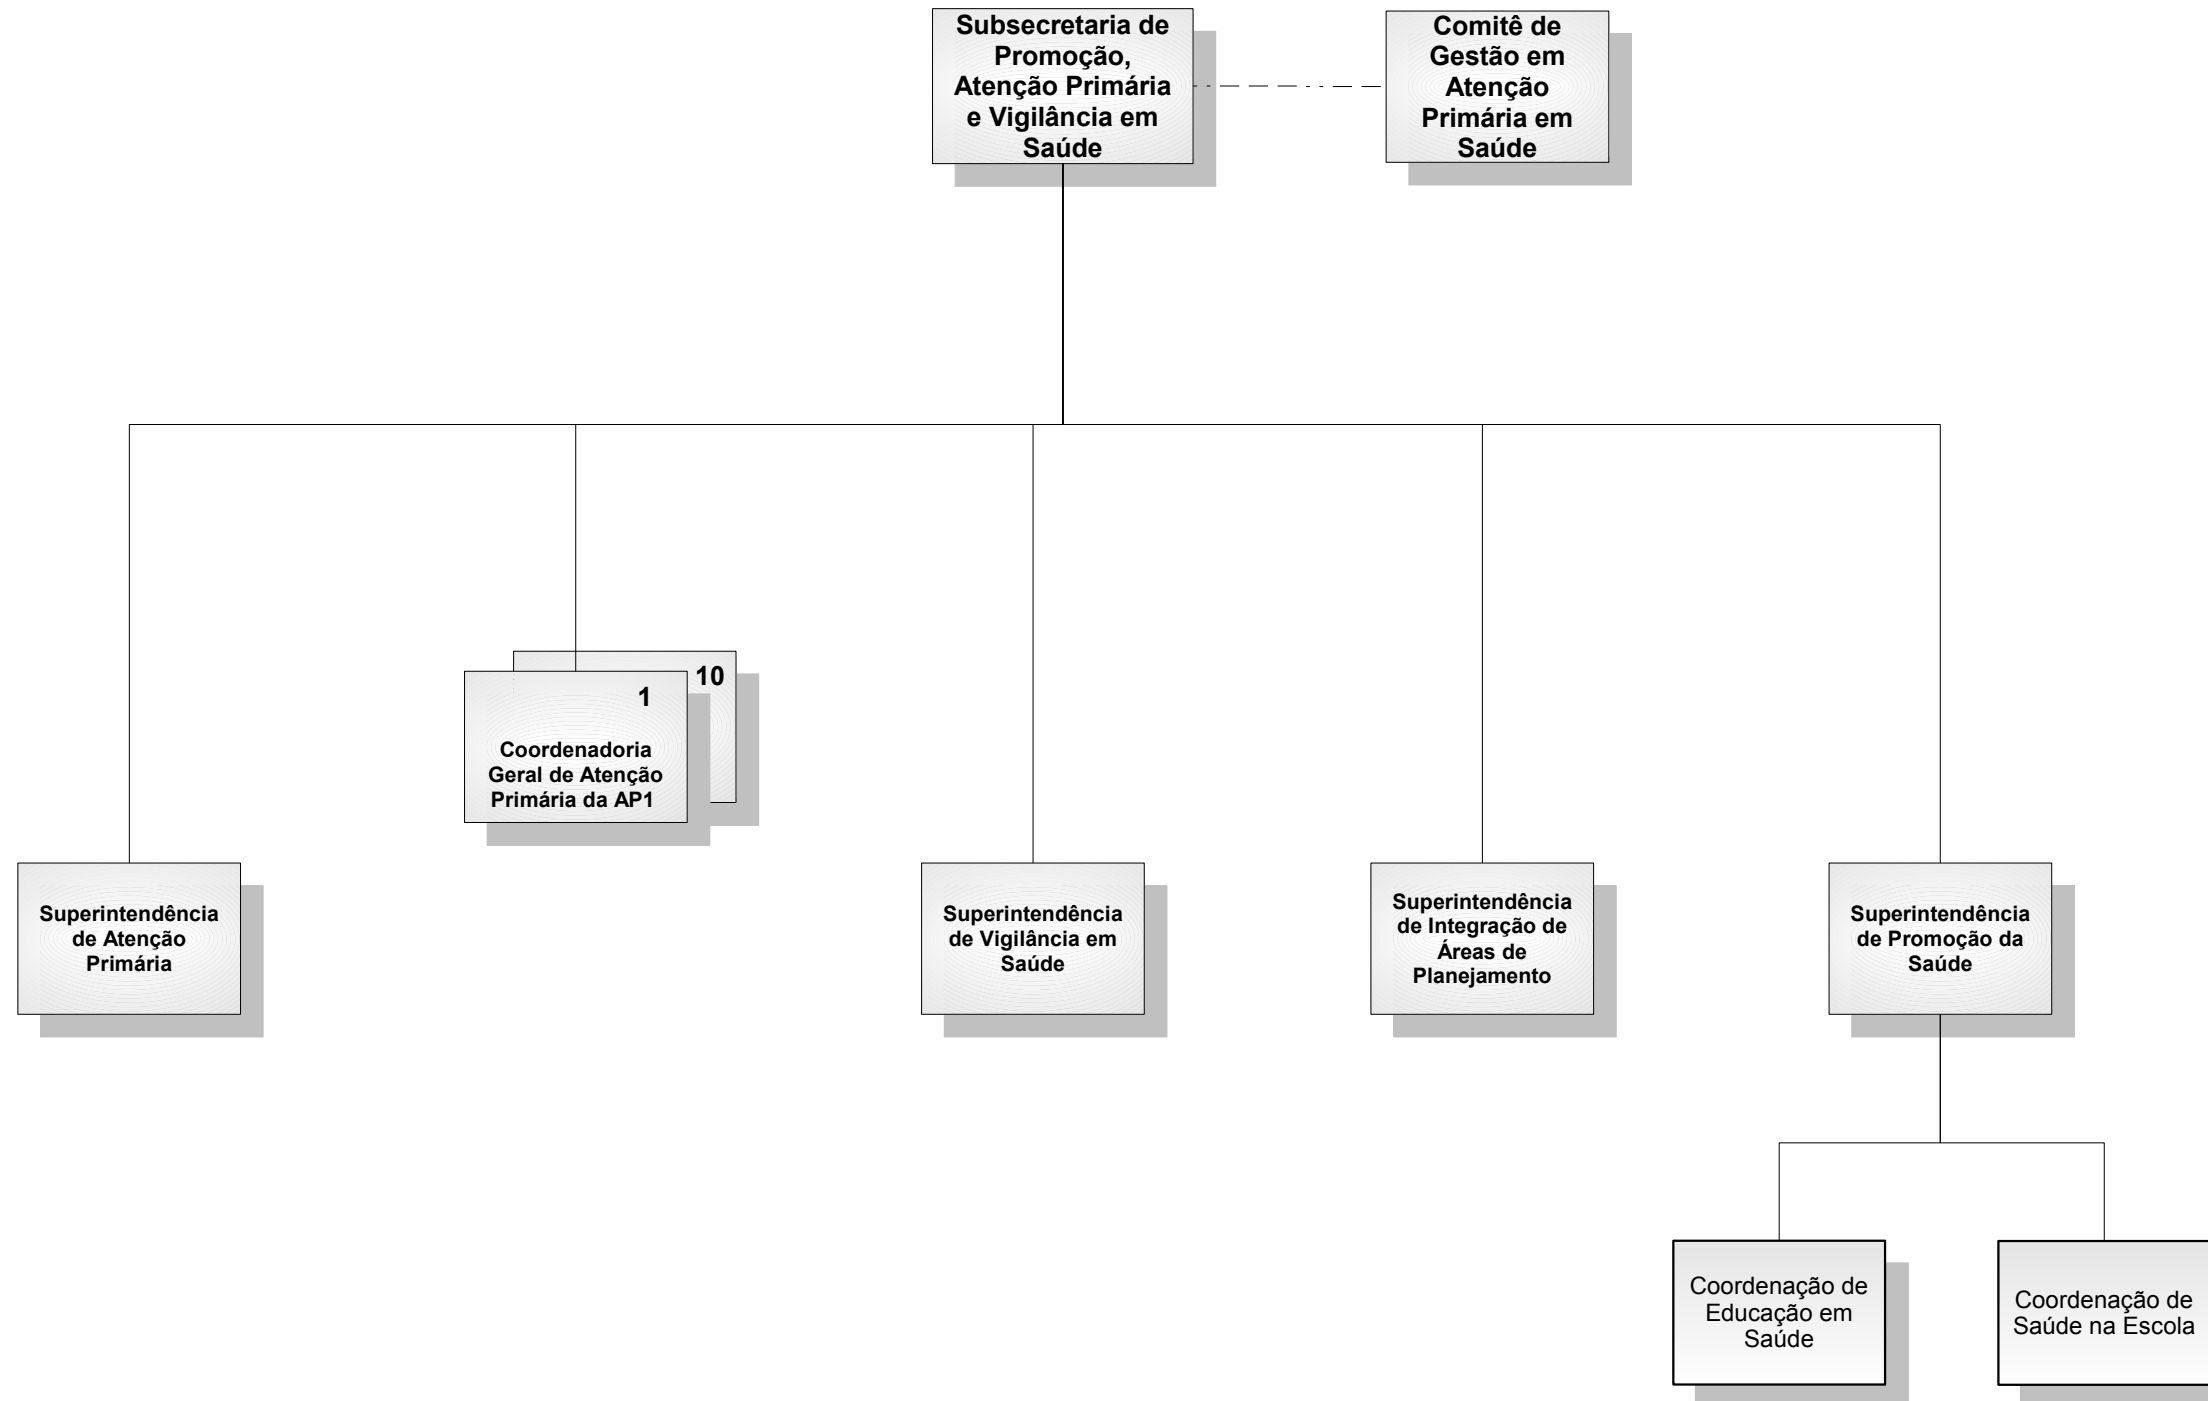 Subsecretaria de
Promoção,
Atenção Primária
e Vigilância em
Saúde
Comitê de
Gestão em
Atenção
Primária em
Saúde
10
1
Coordenadoria
Geral de Atenção
Primária da AP1
Superintendência
de Atenção
Primária
Superintendência
de Vigilância em
Saúde
Superintendência
de Integração de
Áreas de
Planejamento
Superintendência
de Promoção da
Saúde
Coordenação de
Educação em
Saúde
Coordenação de
Saúde na Escola